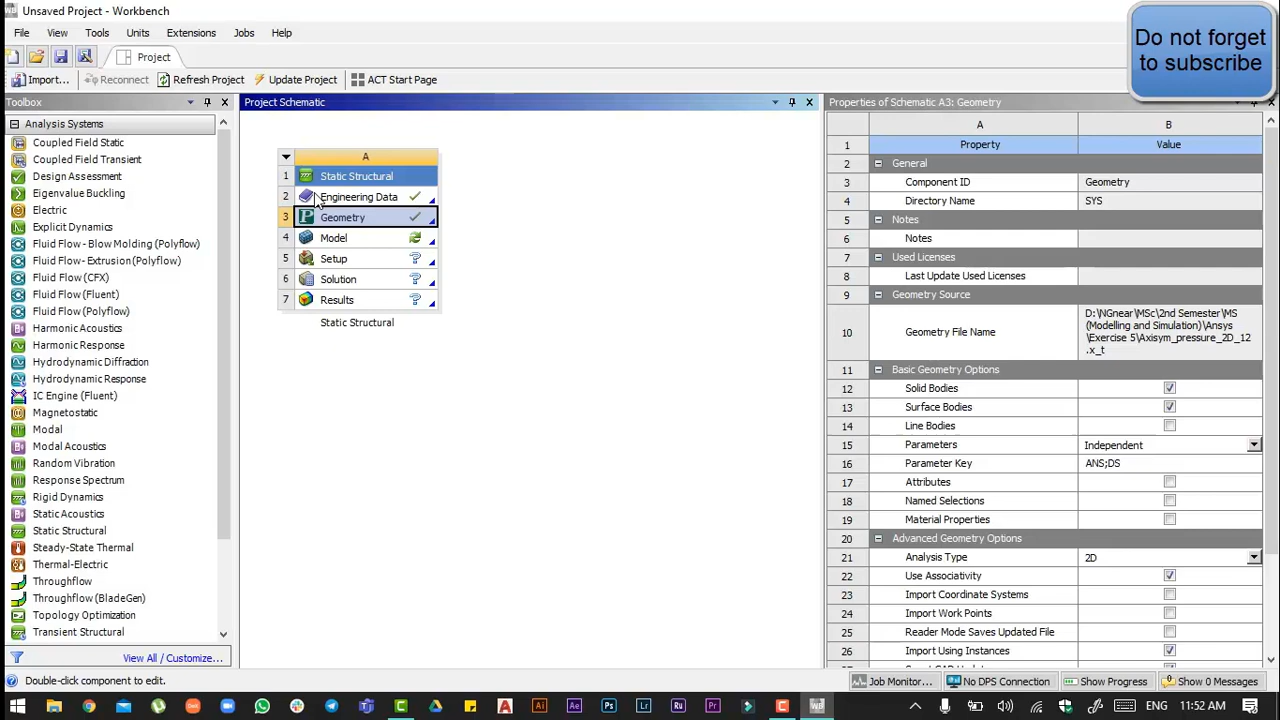 Unsaved Project - Workbench
Do not forget
to subscribe
File View Tools Units Extensions Jobs Help
Project
Import... Reconnect Refresh Project Update Project ACT Start Page
Toolbox
Analysis Systems
Coupled Field Static
Coupled Field Transient
Design Assessment
Eigenvalue Buckling
Electric
Explicit Dynamics
Fluid Flow - Blow Molding (Polyflow)
Fluid Flow - Extrusion (Polyflow)
Fluid Flow (CFX)
Fluid Flow (Fluent)
Fluid Flow (Polyflow)
Harmonic Acoustics
Harmonic Response
Hydrodynamic Diffraction
Hydrodynamic Response
IC Engine (Fluent)
Magnetostatic
Modal
Modal Acoustics
Random Vibration
Response Spectrum
Rigid Dynamics
Static Acoustics
Static Structural
Steady-State Thermal
Thermal-Electric
Throughflow
Throughflow (BladeGen)
Topology Optimization
Transient Structural
View All / Customize...
Project Schematic
A
1 Static Structural
2 Engineering Data
3 Geometry
4 Model
5 Setup
6 Solution
7 Results
Static Structural
Properties of Schematic A3: Geometry
A B
1 Property Value
2 General
3 Component ID Geometry
4 Directory Name SYS
5 Notes
6 Notes
7 Used Licenses
8 Last Update Used Licenses
9 Geometry Source
10 Geometry File Name D:\NGnear\MSc\2nd Semester\MS
(Modelling and Simulation)\Ansys
\Exercise 5\Axisym_pressure_2D_12
.x_t
11 Basic Geometry Options
12 Solid Bodies
13 Surface Bodies
14 Line Bodies
15 Parameters Independent
16 Parameter Key ANS;DS
17 Attributes
18 Named Selections
19 Material Properties
20 Advanced Geometry Options
21 Analysis Type 2D
22 Use Associativity
23 Import Coordinate Systems
24 Import Work Points
25 Reader Mode Saves Updated File
26 Import Using Instances
Double-click component to edit.
Job Monitor... No DPS Connection Show Progress Show 0 Messages
Ai Ae Ps Lr Ru Pr
ENG 11:52 AM